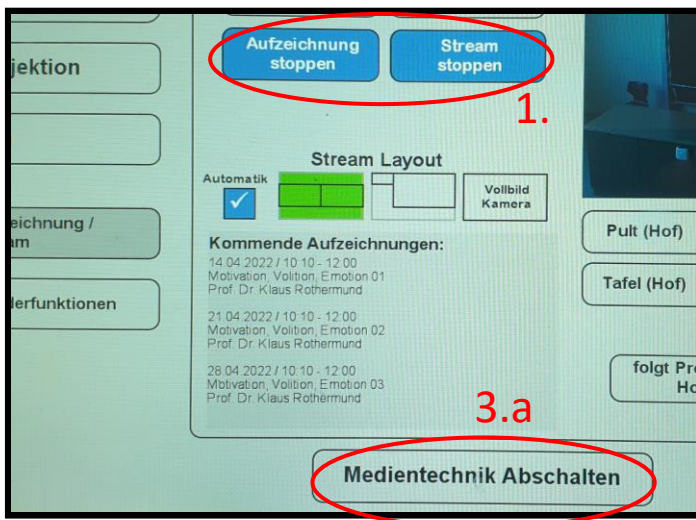 jektion
eichnung /
am
derfunktionen
Aufzeichnung
stoppen
Stream
stoppen
1.
Stream Layout
Automatik
Vollbild
Kamera
Kommende Aufzeichnungen:
14.04.2022 / 10:10 - 12:00
Motivation, Volition, Emotion 01
Prof. Dr. Klaus Rothermund
21.04.2022 / 10:10 - 12:00
Motivation, Volition, Emotion 02
Prof. Dr. Klaus Rothermund
28.04.2022 / 10:10 - 12:00
Motivation, Volition, Emotion 03
Prof. Dr. Klaus Rothermund
Pult (Hof)
Tafel (Hof)
folgt Pr
Ho
3.a
Medientechnik Abschalten